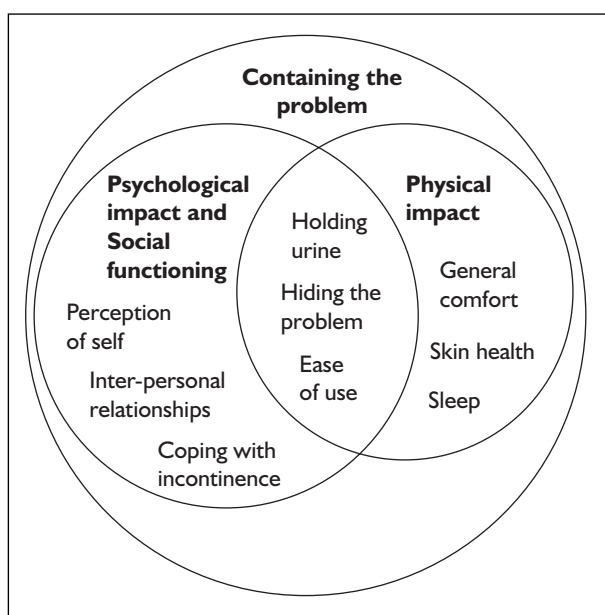 Containing the
problem
Psychological
impact and
Social
functioning
Perception
of self
Inter-personal
relationships
Coping with
incontinence
Holding
urine
Hiding the
problem
Ease
of use
Physical
impact
General
comfort
Skin health
Sleep